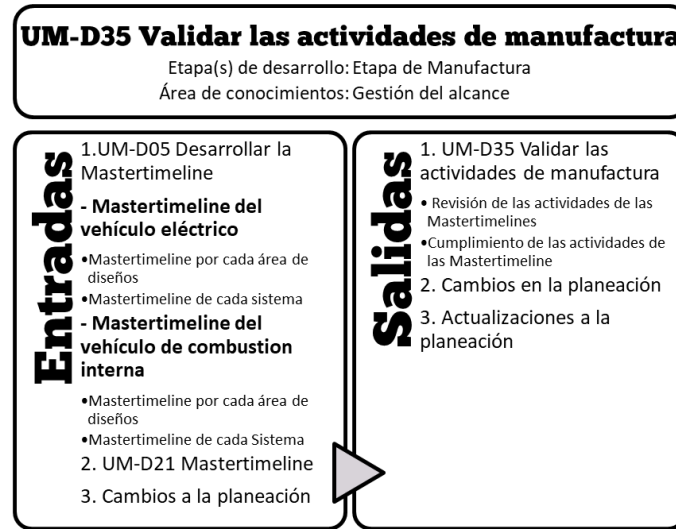 UM-D35 Validar las actividades de manufactura
Etapa(s) de desarrollo: Etapa de Manufactura
Área de conocimientos: Gestión del alcance
Entradas
1.UM-D05 Desarrollar la
Mastertimeline
- Mastertimeline del
vehículo eléctrico
•Mastertimeline por cada área de
diseños
•Mastertimeline de cada sistema
- Mastertimeline del
vehículo de combustion
interna
•Mastertimeline por cada área de
diseños
•Mastertimeline de cada Sistema
2. UM-D21 Mastertimeline
3. Cambios a la planeación
Salidas
1. UM-D35 Validar las
actividades de manufactura
• Revisión de las actividades de las
Mastertimelines
•Cumplimiento de las actividades de
las Mastertimeline
2. Cambios en la planeación
3. Actualizaciones a la
planeación